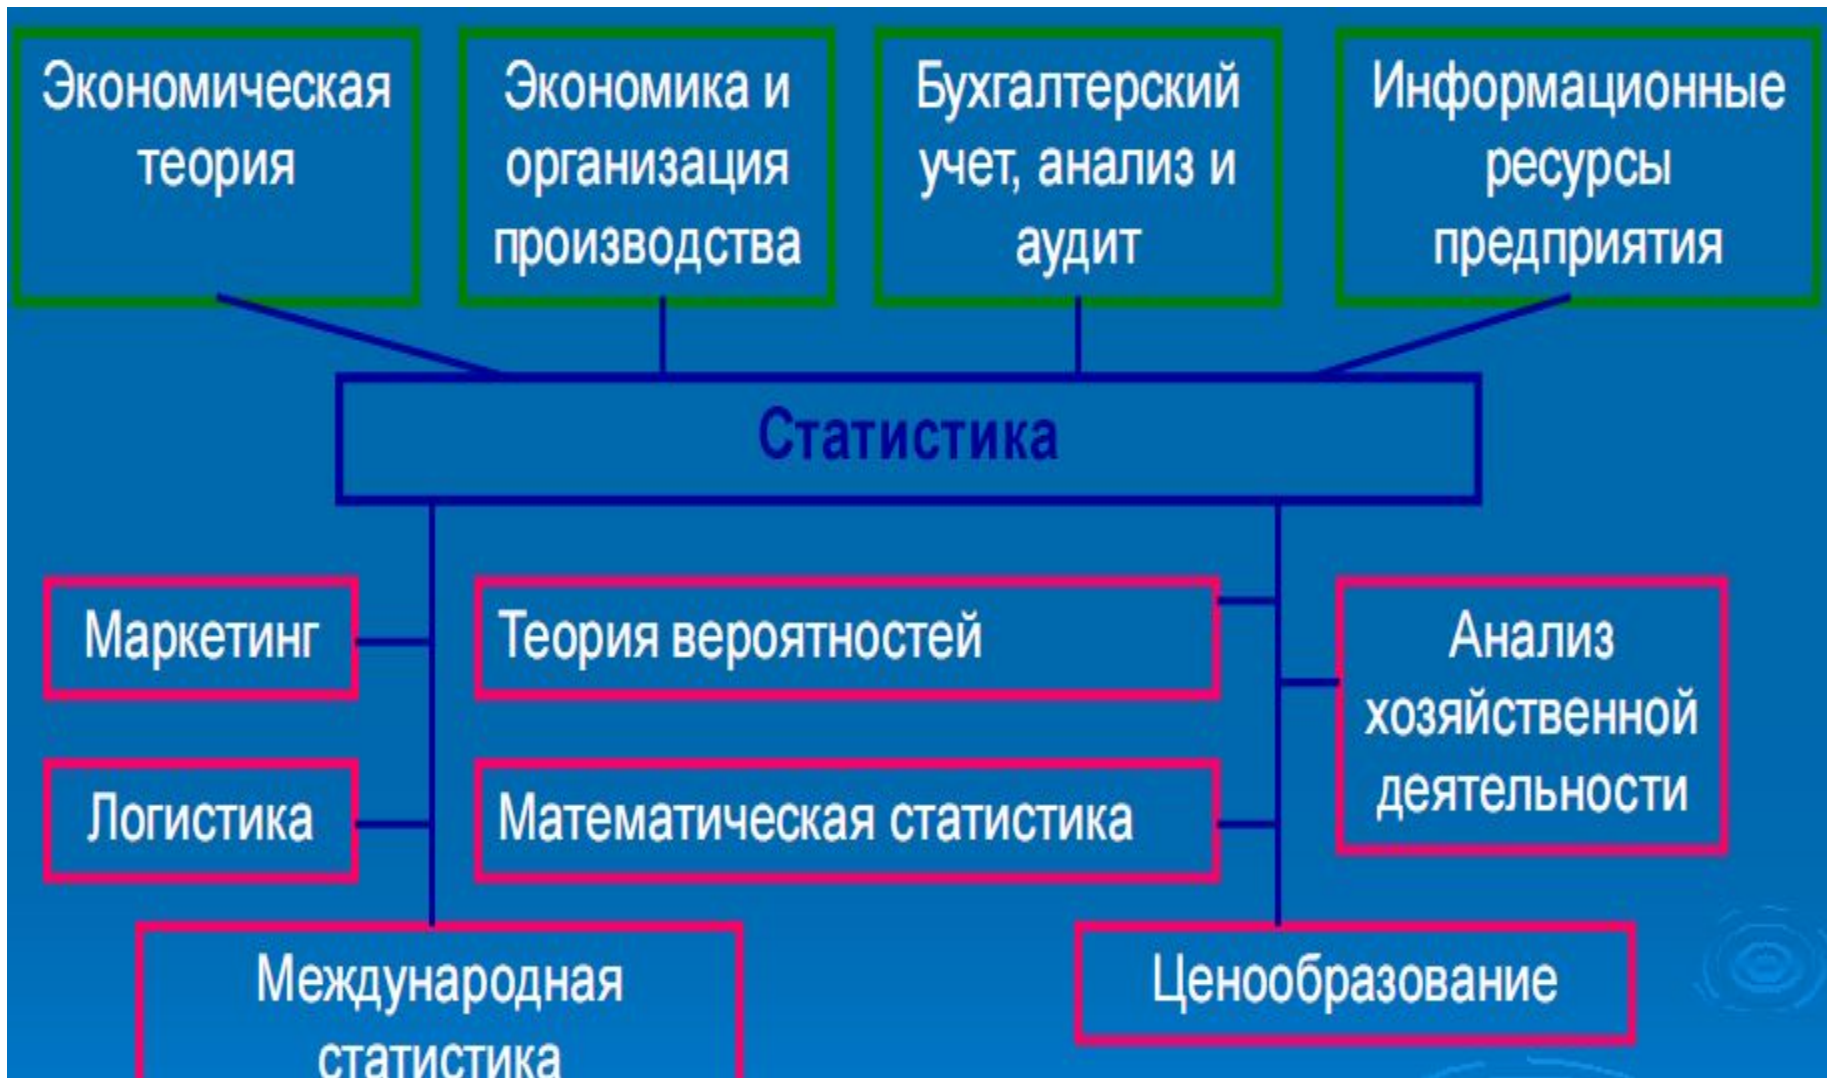 Экономическая
теория
Экономика и
организация
производства
Бухгалтерский
учет, анализ и
аудит
Информационные
ресурсы
предприятия
Статистика
Маркетинг
Теория вероятностей
Анализ
хозяйственной
деятельности
Логистика
Математическая статистика
Международная
статистика
Ценообразование